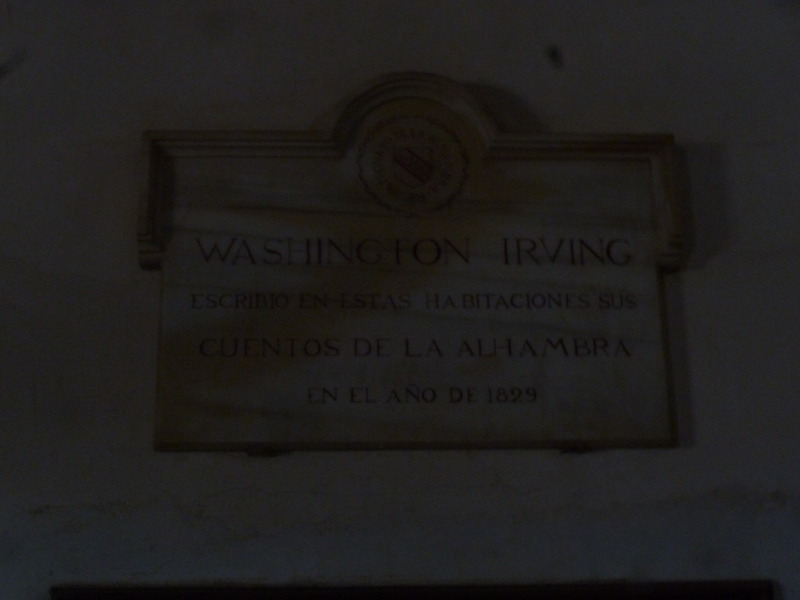 WASHINGTON IRVING
ESCRIBIO EN ESTAS HABITACIONES SUS
CUENTOS DE LA ALHAMBRA
EN EL AÑO DE 1829